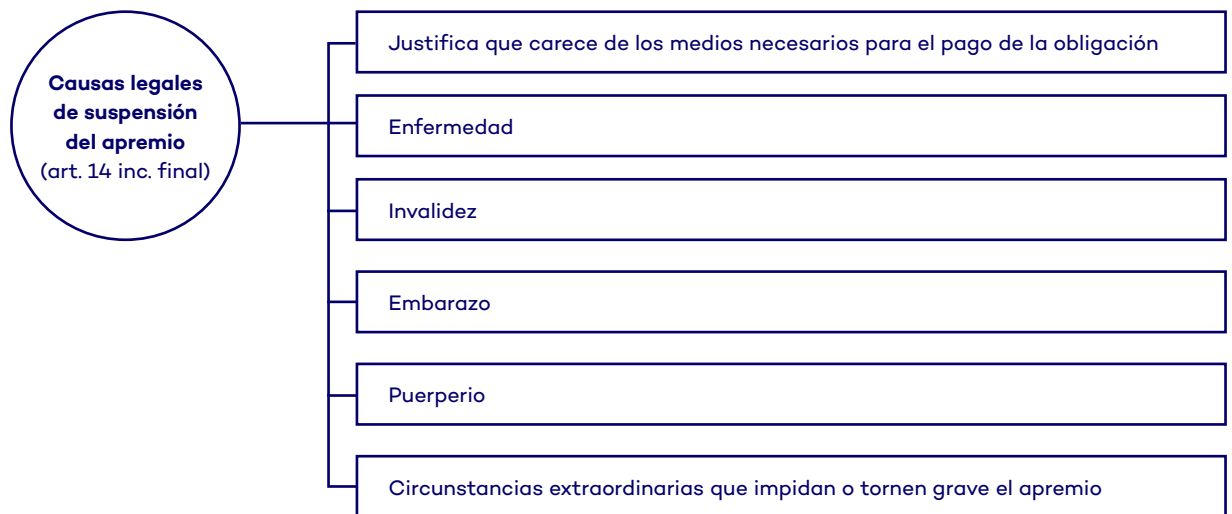 Causas legales
de suspensión
del apremio
(art. 14 inc. final)
Justifica que carece de los medios necesarios para el pago de la obligación
Enfermedad
Invalidez
Embarazo
Puerperio
Circunstancias extraordinarias que impidan o tornen grave el apremio